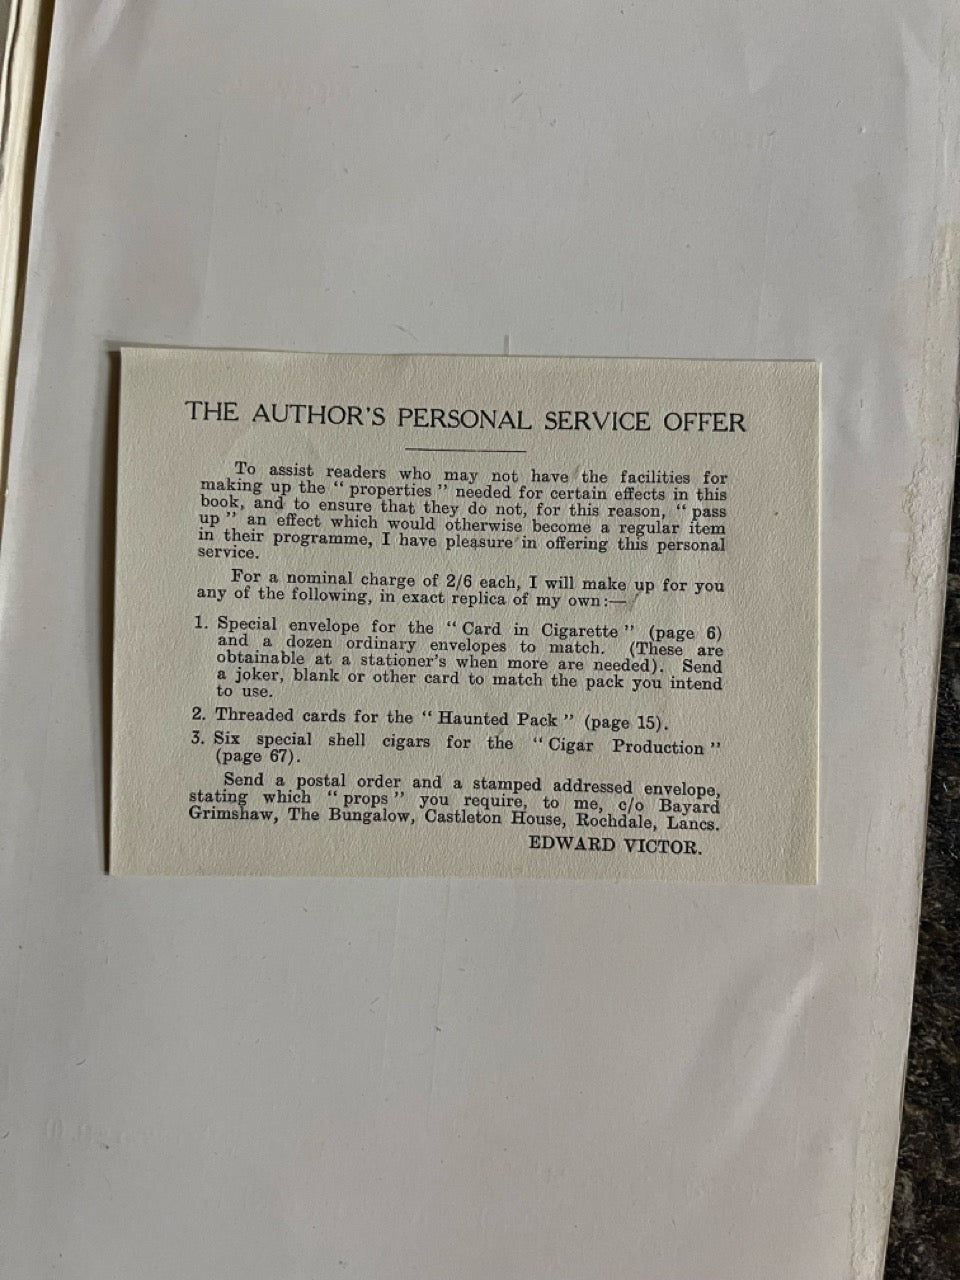 THE AUTHOR'S PERSONAL SERVICE OFFER
To assist readers who may not have the facilities for
making up the " properties " needed for certain effects in this
book, and to ensure that they do not, for this reason, " pass
up " an effect which would otherwise become a regular item
in their programme, I have pleasure in offering this personal
service.
For a nominal charge of 2/6 each, I will make up for you
any of the following, in exact replica of my own:—
1. Special envelope for the " Card in Cigarette " (page 6)
and a dozen ordinary envelopes to match. (These are
obtainable at a stationer's when more are needed). Send
a joker, blank or other card to match the pack you intend
to use.
2. Threaded cards for the " Haunted Pack " (page 15).
3. Six special shell cigars for the " Cigar Production "
(page 67).
Send a postal order and a stamped addressed envelope,
stating which " props " you require, to me, c/o Bayard
Grimshaw, The Bungalow, Castleton House, Rochdale, Lancs.
EDWARD VICTOR.